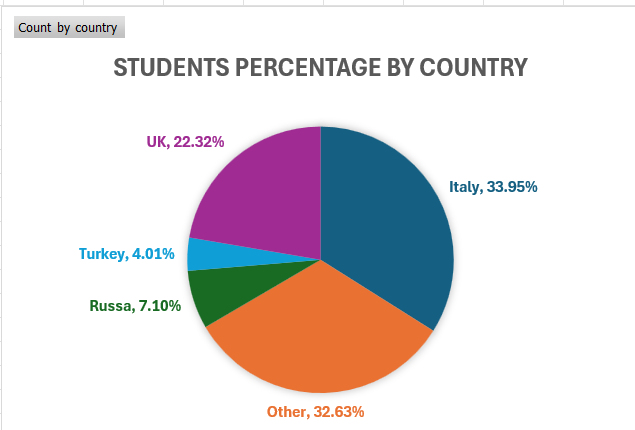 Count by country
STUDENTS PERCENTAGE BY COUNTRY
UK, 22.32%
Italy, 33.95%
Turkey, 4.01%
Russa, 7.10%
Other, 32.63%